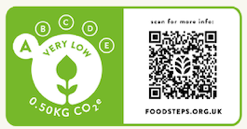 A
B
C
D
E
VERY LOW
0,50KG CO2e
scan for more info:
FOODSTEPS.ORG.UK